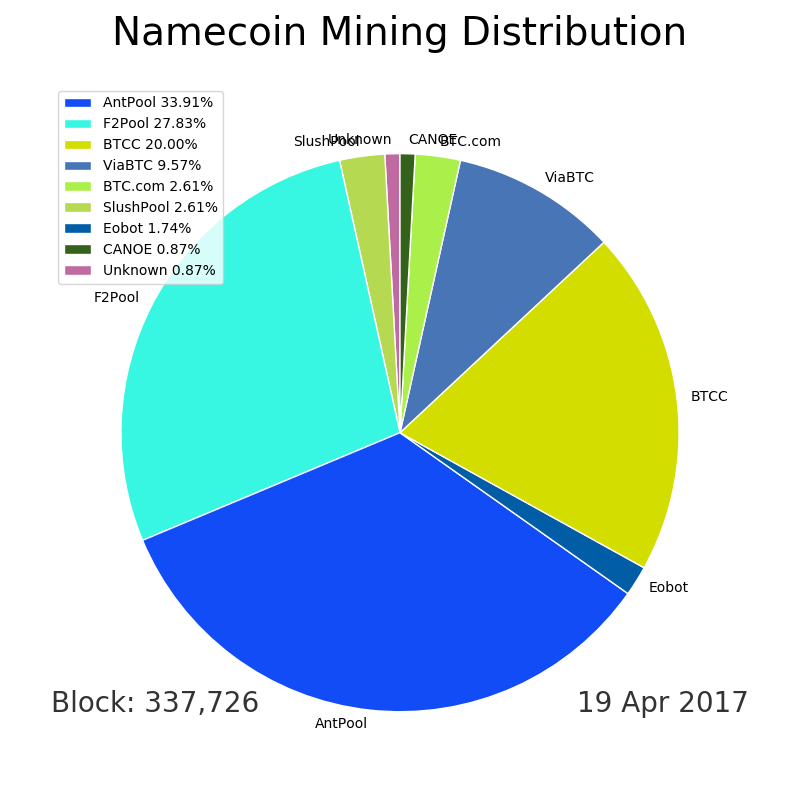 Namecoin Mining Distribution
AntPool 33.91%
F2Pool 27.83%
BTCC 20.00%
ViaBTC 9.57%
BTC.com 2.61%
SlushPool 2.61%
Eobot 1.74%
CANOE 0.87%
Unknown 0.87%
SlushPool
Unknown
CANOE
BTC.com
ViaBTC
F2Pool
BTCC
Eobot
AntPool
Block: 337,726
19 Apr 2017